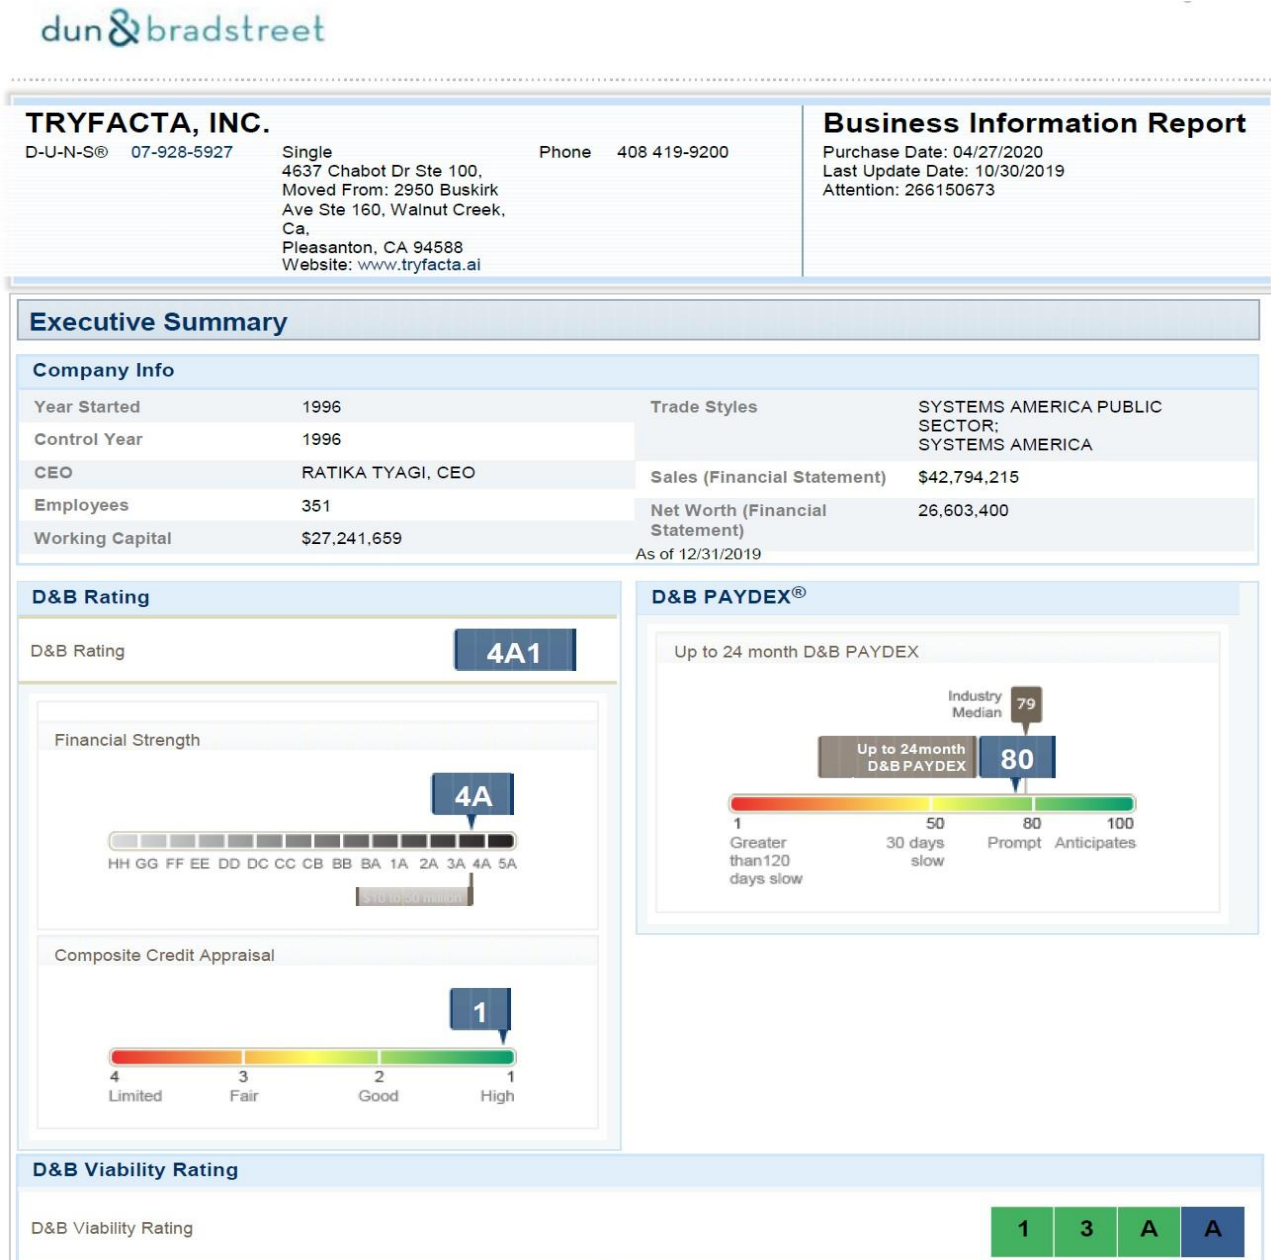 dun&bradstreet
TRYFACTA, INC.
D-U-N-S® 07-928-5927
Single
4637 Chabot Dr Ste 100,
Moved From: 2950 Buskirk
Ave Ste 160, Walnut Creek,
Ca,
Pleasanton, CA 94588
Website: www.tryfacta.ai
Phone 408 419-9200
Business Information Report
Purchase Date: 04/27/2020
Last Update Date: 10/30/2019
Attention: 266150673
Executive Summary
Company Info
Year Started 1996
Control Year 1996
CEO RATIKA TYAGI, CEO
Employees 351
Working Capital $27,241,659
Trade Styles SYSTEMS AMERICA PUBLIC
SECTOR;
SYSTEMS AMERICA
Sales (Financial Statement) $42,794,215
Net Worth (Financial 26,603,400
Statement)
As of 12/31/2019
D&B Rating
D&B Rating 4A1
Financial Strength
4A
HH GG FF EE DD DC CC CB BB BA 1A 2A 3A 4A 5A
$10 to 50 million
Composite Credit Appraisal
1
4 3 2 1
Limited Fair Good High
D&B PAYDEX®
Up to 24 month D&B PAYDEX
Industry 79
Median
Up to 24month 80
D&B PAYDEX
1 50 80 100
Greater 30 days Prompt Anticipates
than120 slow
days slow
D&B Viability Rating
D&B Viability Rating 1 3 A A